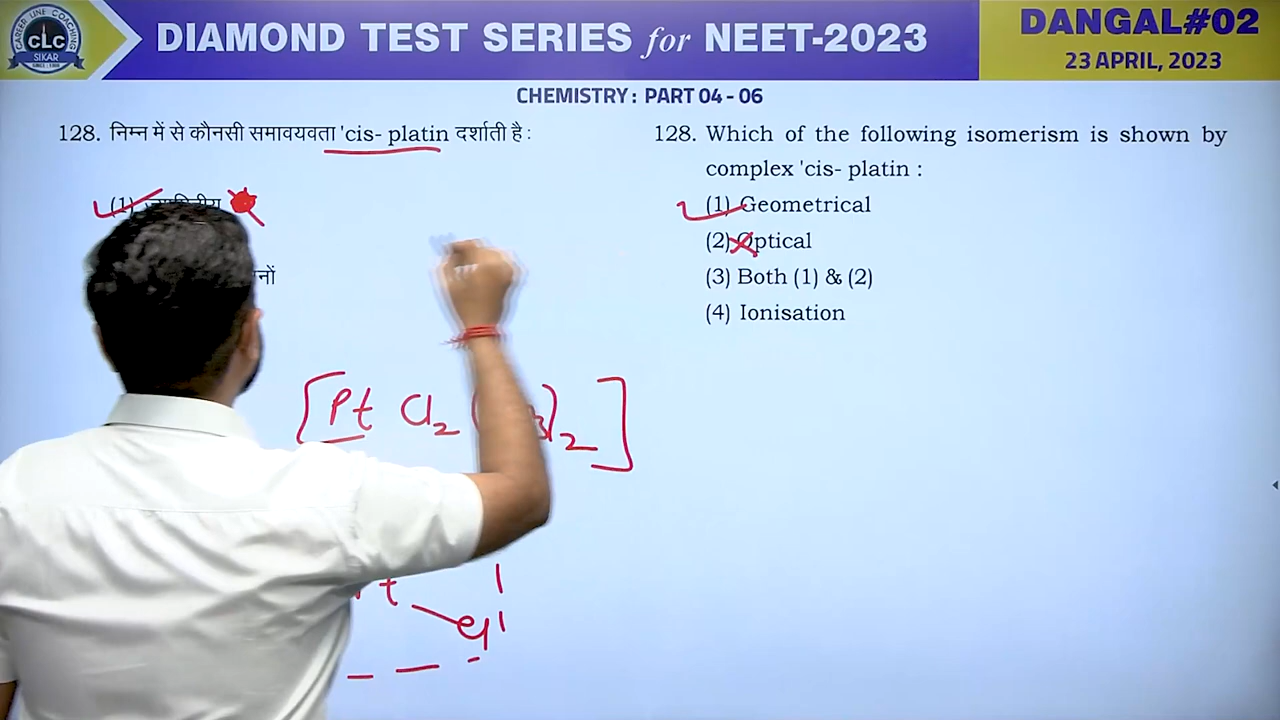 CAREER LINE COACHING
CLC
SIKAR
SINCE : 1996
DIAMOND TEST SERIES for NEET-2023
DANGAL#02
23 APRIL, 2023
CHEMISTRY : PART 04 - 06
128. निम्न में से कौनसी समावयवता 'cis- platin दर्शाती है :
(1)
नों
128. Which of the following isomerism is shown by
complex 'cis- platin :
(1) Geometrical
(2) Optical
(3) Both (1) & (2)
(4) Ionisation
[Pt Cl2 ( )2]
t